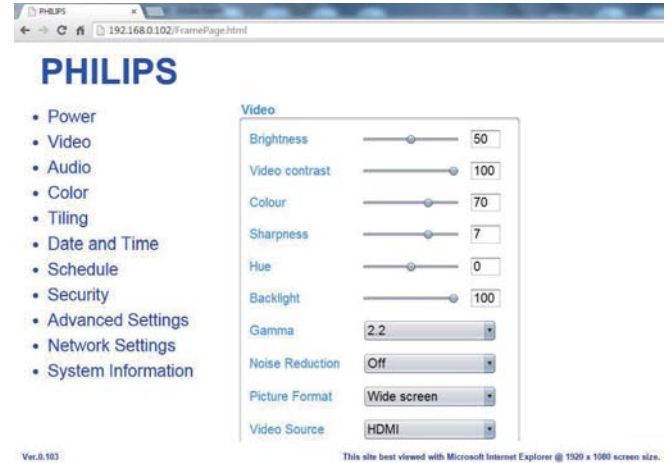 PHILIPS
192.168.0.102/FramePage.html
PHILIPS
• Power
• Video
• Audio
• Color
• Tiling
• Date and Time
• Schedule
• Security
• Advanced Settings
• Network Settings
• System Information
Video
Brightness 50
Video contrast 100
Colour 70
Sharpness 7
Hue 0
Backlight 100
Gamma 2.2
Noise Reduction Off
Picture Format Wide screen
Video Source HDMI
Ver.0.103
This site best viewed with Microsoft Internet Explorer @ 1920 x 1080 screen size.